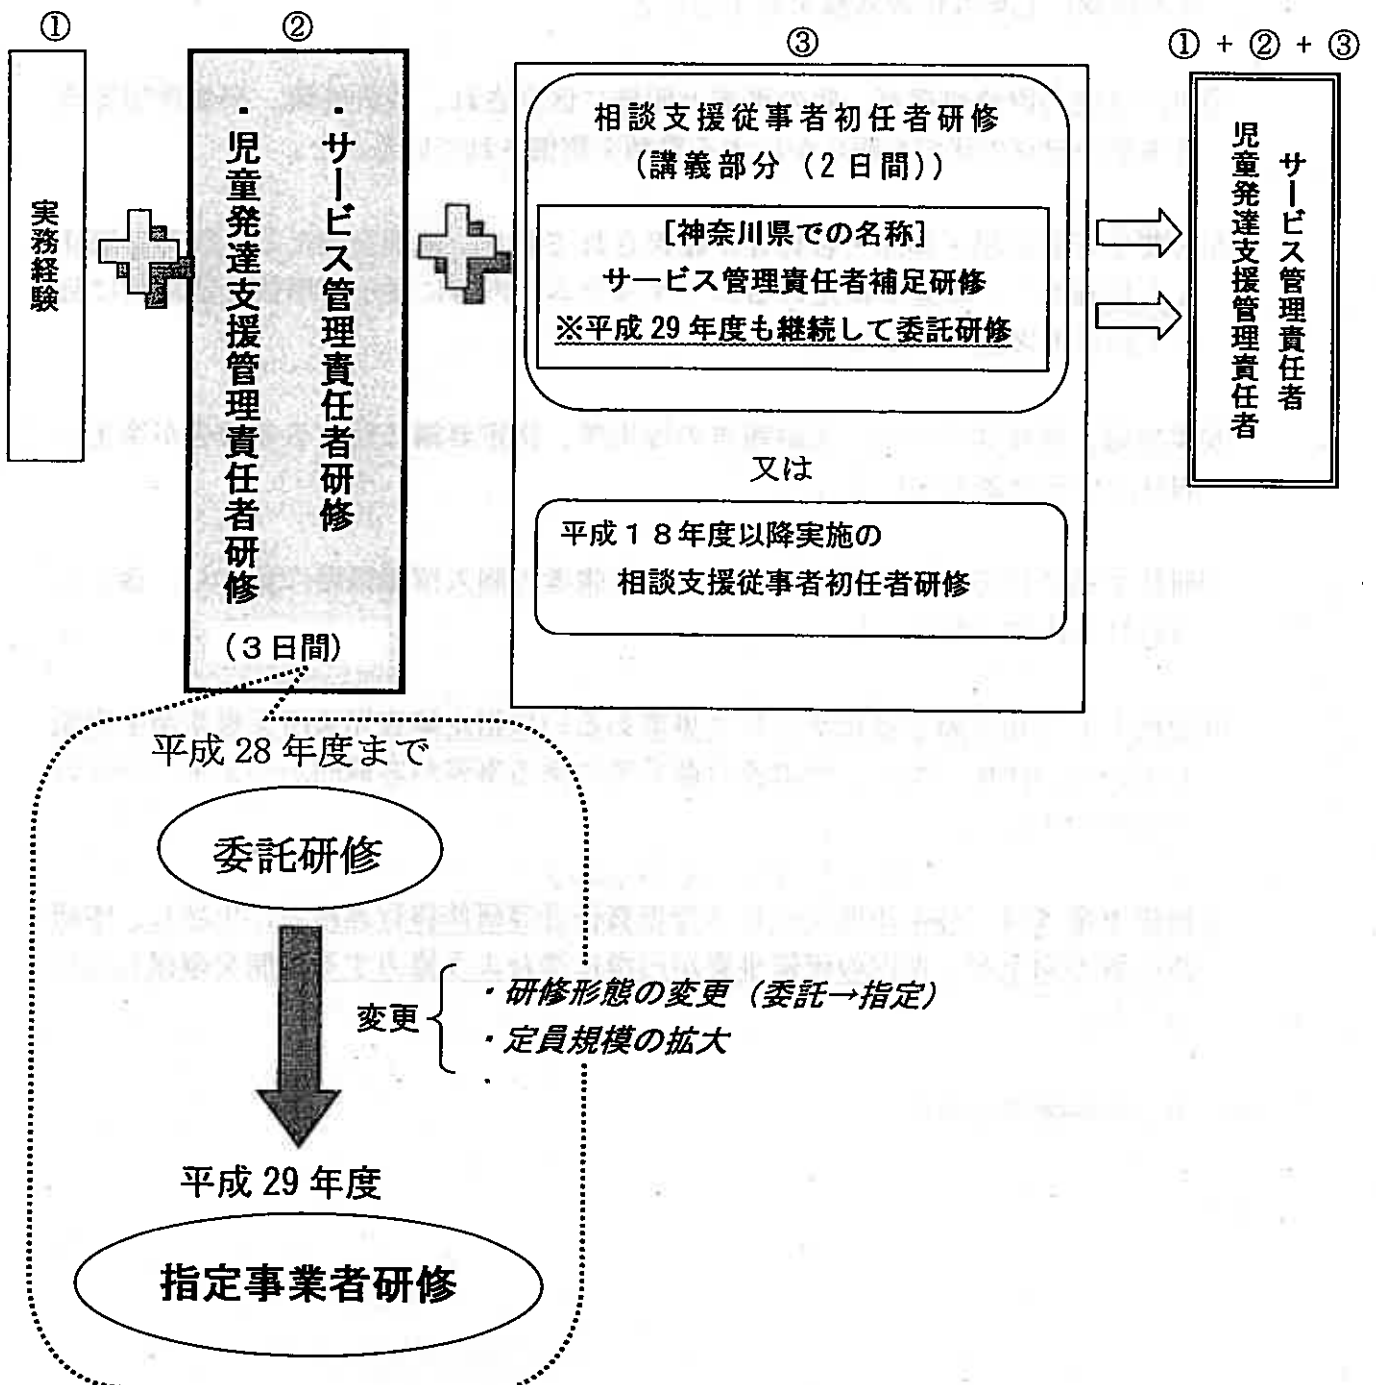 ①
実務経験
②
・サービス管理責任者研修
・児童発達支援管理責任者研修
(3日間)
③
相談支援従事者初任者研修
(講義部分（2日間))
[神奈川県での名称]
サービス管理責任者補足研修
※平成29年度も継続して委託研修
又は
平成１８年度以降実施の
相談支援従事者初任者研修
① + ② + ③
サービス管理責任者
児童発達支援管理責任者
平成 28 年度まで
委託研修
変更
・研修形態の変更（委託→指定）
・定員規模の拡大
平成 29 年度
指定事業者研修